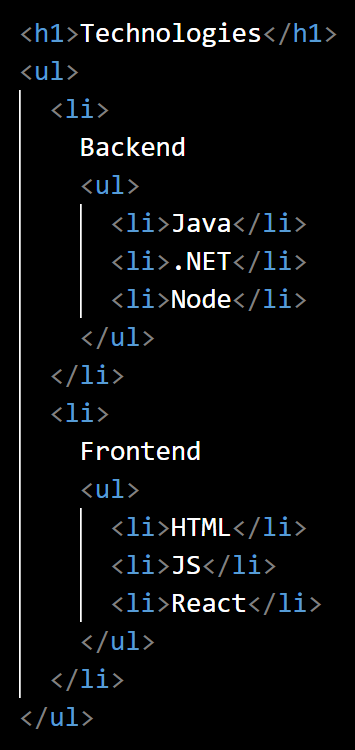 <h1>Technologies</h1>
<ul>
<li>
Backend
<ul>
<li>Java</li>
<li>.NET</li>
<li>Node</li>
</ul>
</li>
<li>
Frontend
<ul>
<li>HTML</li>
<li>JS</li>
<li>React</li>
</ul>
</li>
</ul>